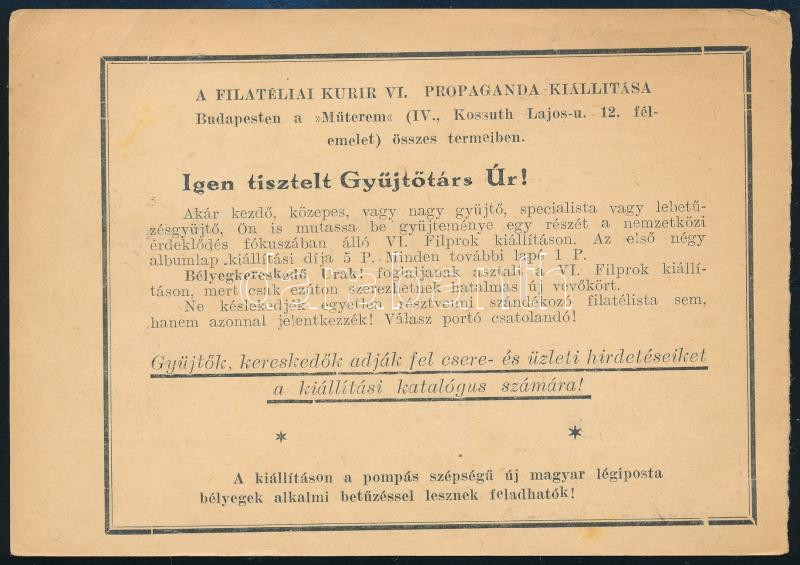 A FILATÉLIAI KURIR VI. PROPAGANDA KIÁLLITÁSA
Budapesten a »Műterem« (IV., Kossuth Lajos-u. 12. fél-
emelet) összes termeiben.
Igen tisztelt Gyüjtőtárs Úr!
Akár kezdő, közepes, vagy nagy gyüjtő, specialista vagy lebetű-
zésgyüjtő, Ön is mutassa be gyüjteménye egy részét a nemzetközi
érdeklődés fókuszában álló VI. Filprok kiállításon. Az első négy
albumlap kiállítási díja 5 P. Minden további lapé 1 P.
Bélyegkereskedő Urak! foglaljanak asztalt a VI. Filprok kiállí-
táson, mert csak ezúton szerezhetnek hatalmas új vevőkört.
Ne késlekedjék egyetlen résztvenni szándékozó filatélista sem,
hanem azonnal jelentkezzék! Válasz portó csatolandó!
Gyüjtők, kereskedők adják fel csere- és üzleti hirdetéseiket
a kiállítási katalógus számára!
* *
A kiállításon a pompás szépségű új magyar légiposta
bélyegek alkalmi betűzéssel lesznek feladhatók!